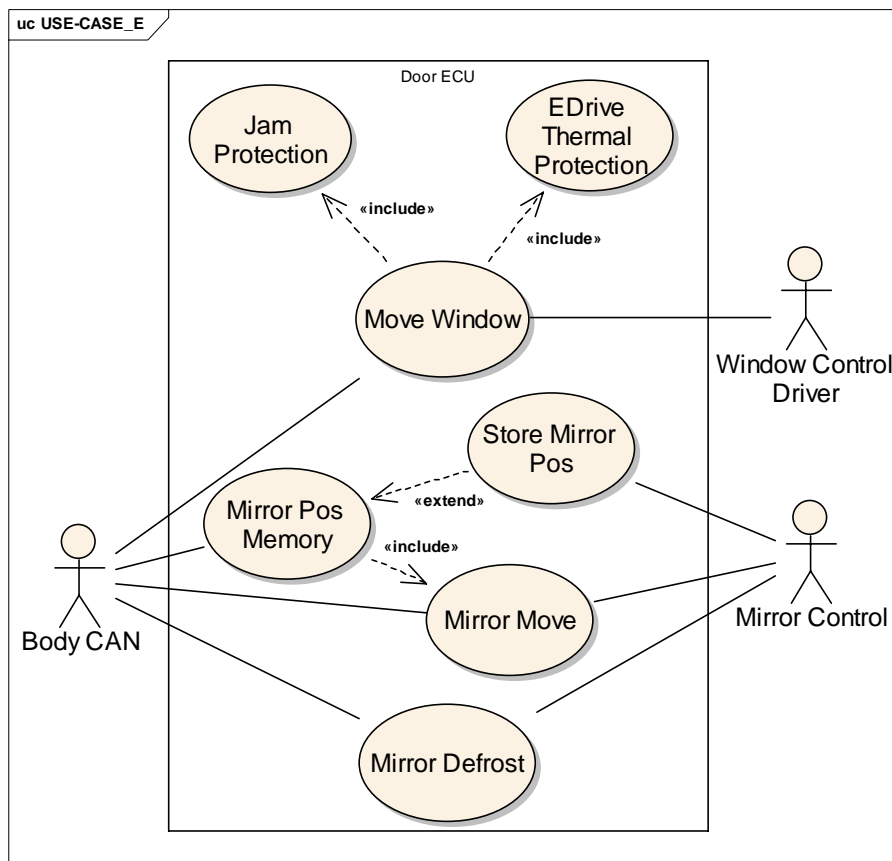 uc USE-CASE_E
Door ECU
Jam
Protection
EDrive
Thermal
Protection
«include»
«include»
Move Window
Window Control
Driver
Store Mirror
Pos
«extend»
Mirror Pos
Memory
«include»
Mirror Move
Body CAN
Mirror Control
Mirror Defrost